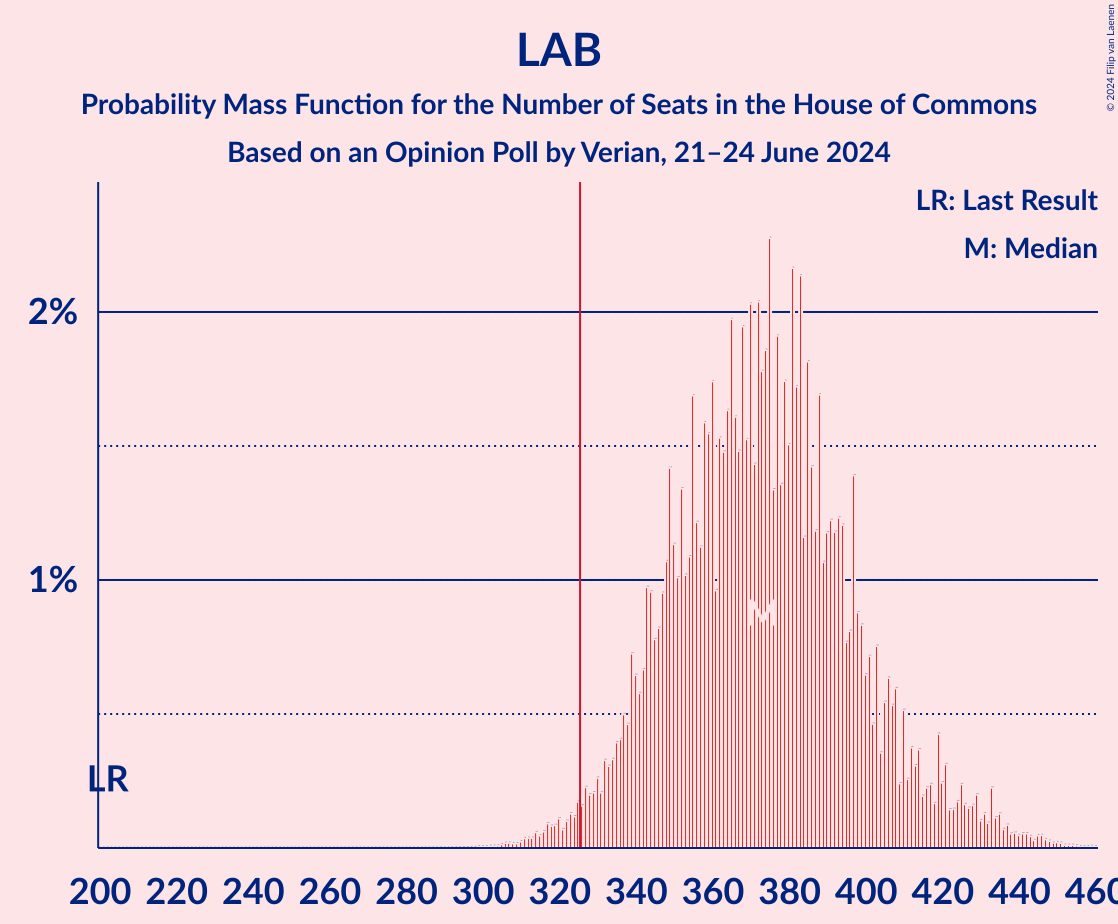 LAB
Probability Mass Function for the Number of Seats in the House of Commons
Based on an Opinion Poll by Verian, 21–24 June 2024
© 2024 Filip van Laenen
LR: Last Result
M: Median
2%
1%
M
LR
200 220 240 260 280 300 320 340 360 380 400 420 440 460